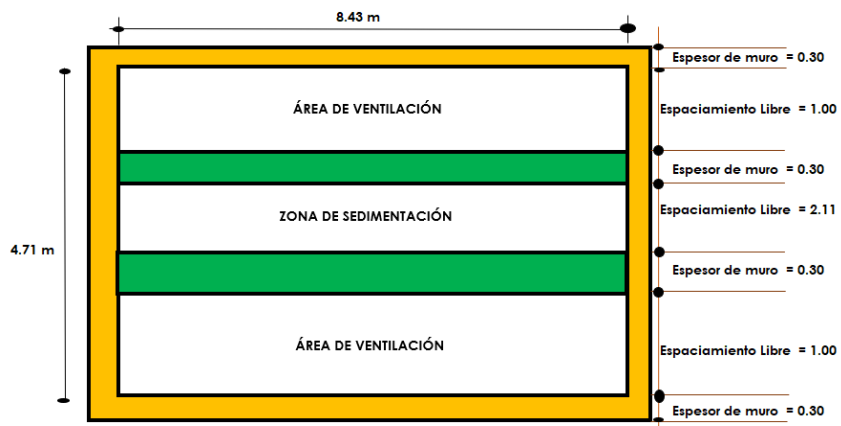 8.43 m
Espesor de muro = 0.30
ÁREA DE VENTILACIÓN
Espaciamiento Libre = 1.00
Espesor de muro = 0.30
ZONA DE SEDIMENTACIÓN
Espaciamiento Libre = 2.11
4.71 m
Espesor de muro = 0.30
ÁREA DE VENTILACIÓN
Espaciamiento Libre = 1.00
Espesor de muro = 0.30